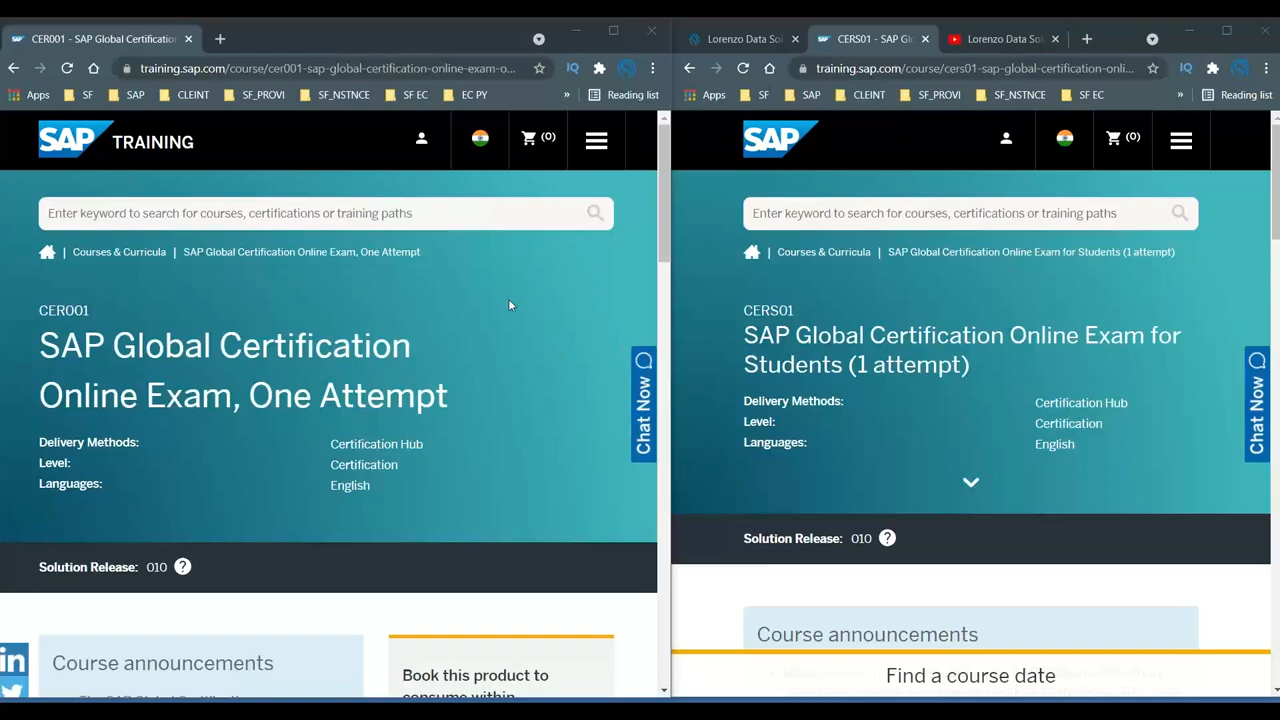 CER001 - SAP Global Certification
training.sap.com/course/cer001-sap-global-certification-online-exam-o...
Apps SF SAP CLEINT SF_PROVI SF_NSTNCE SF EC EC PY » Reading list
SAP TRAINING (0)
Enter keyword to search for courses, certifications or training paths
| Courses & Curricula | SAP Global Certification Online Exam, One Attempt
CER001
SAP Global Certification
Online Exam, One Attempt
Delivery Methods: Certification Hub
Level: Certification
Languages: English
Chat Now
Solution Release: 010 ?
in
Course announcements
Book this product to
consume within
Lorenzo Data Sol
CERS01 - SAP Gl
Lorenzo Data So
training.sap.com/course/cers01-sap-global-certification-onli...
Apps SF SAP CLEINT SF_PROVI SF_NSTNCE SF EC » Reading list
SAP (0)
Enter keyword to search for courses, certifications or training paths
| Courses & Curricula | SAP Global Certification Online Exam for Students (1 attempt)
CERS01
SAP Global Certification Online Exam for
Students (1 attempt)
Delivery Methods: Certification Hub
Level: Certification
Languages: English
Chat Now
Solution Release: 010 ?
Course announcements
Find a course date